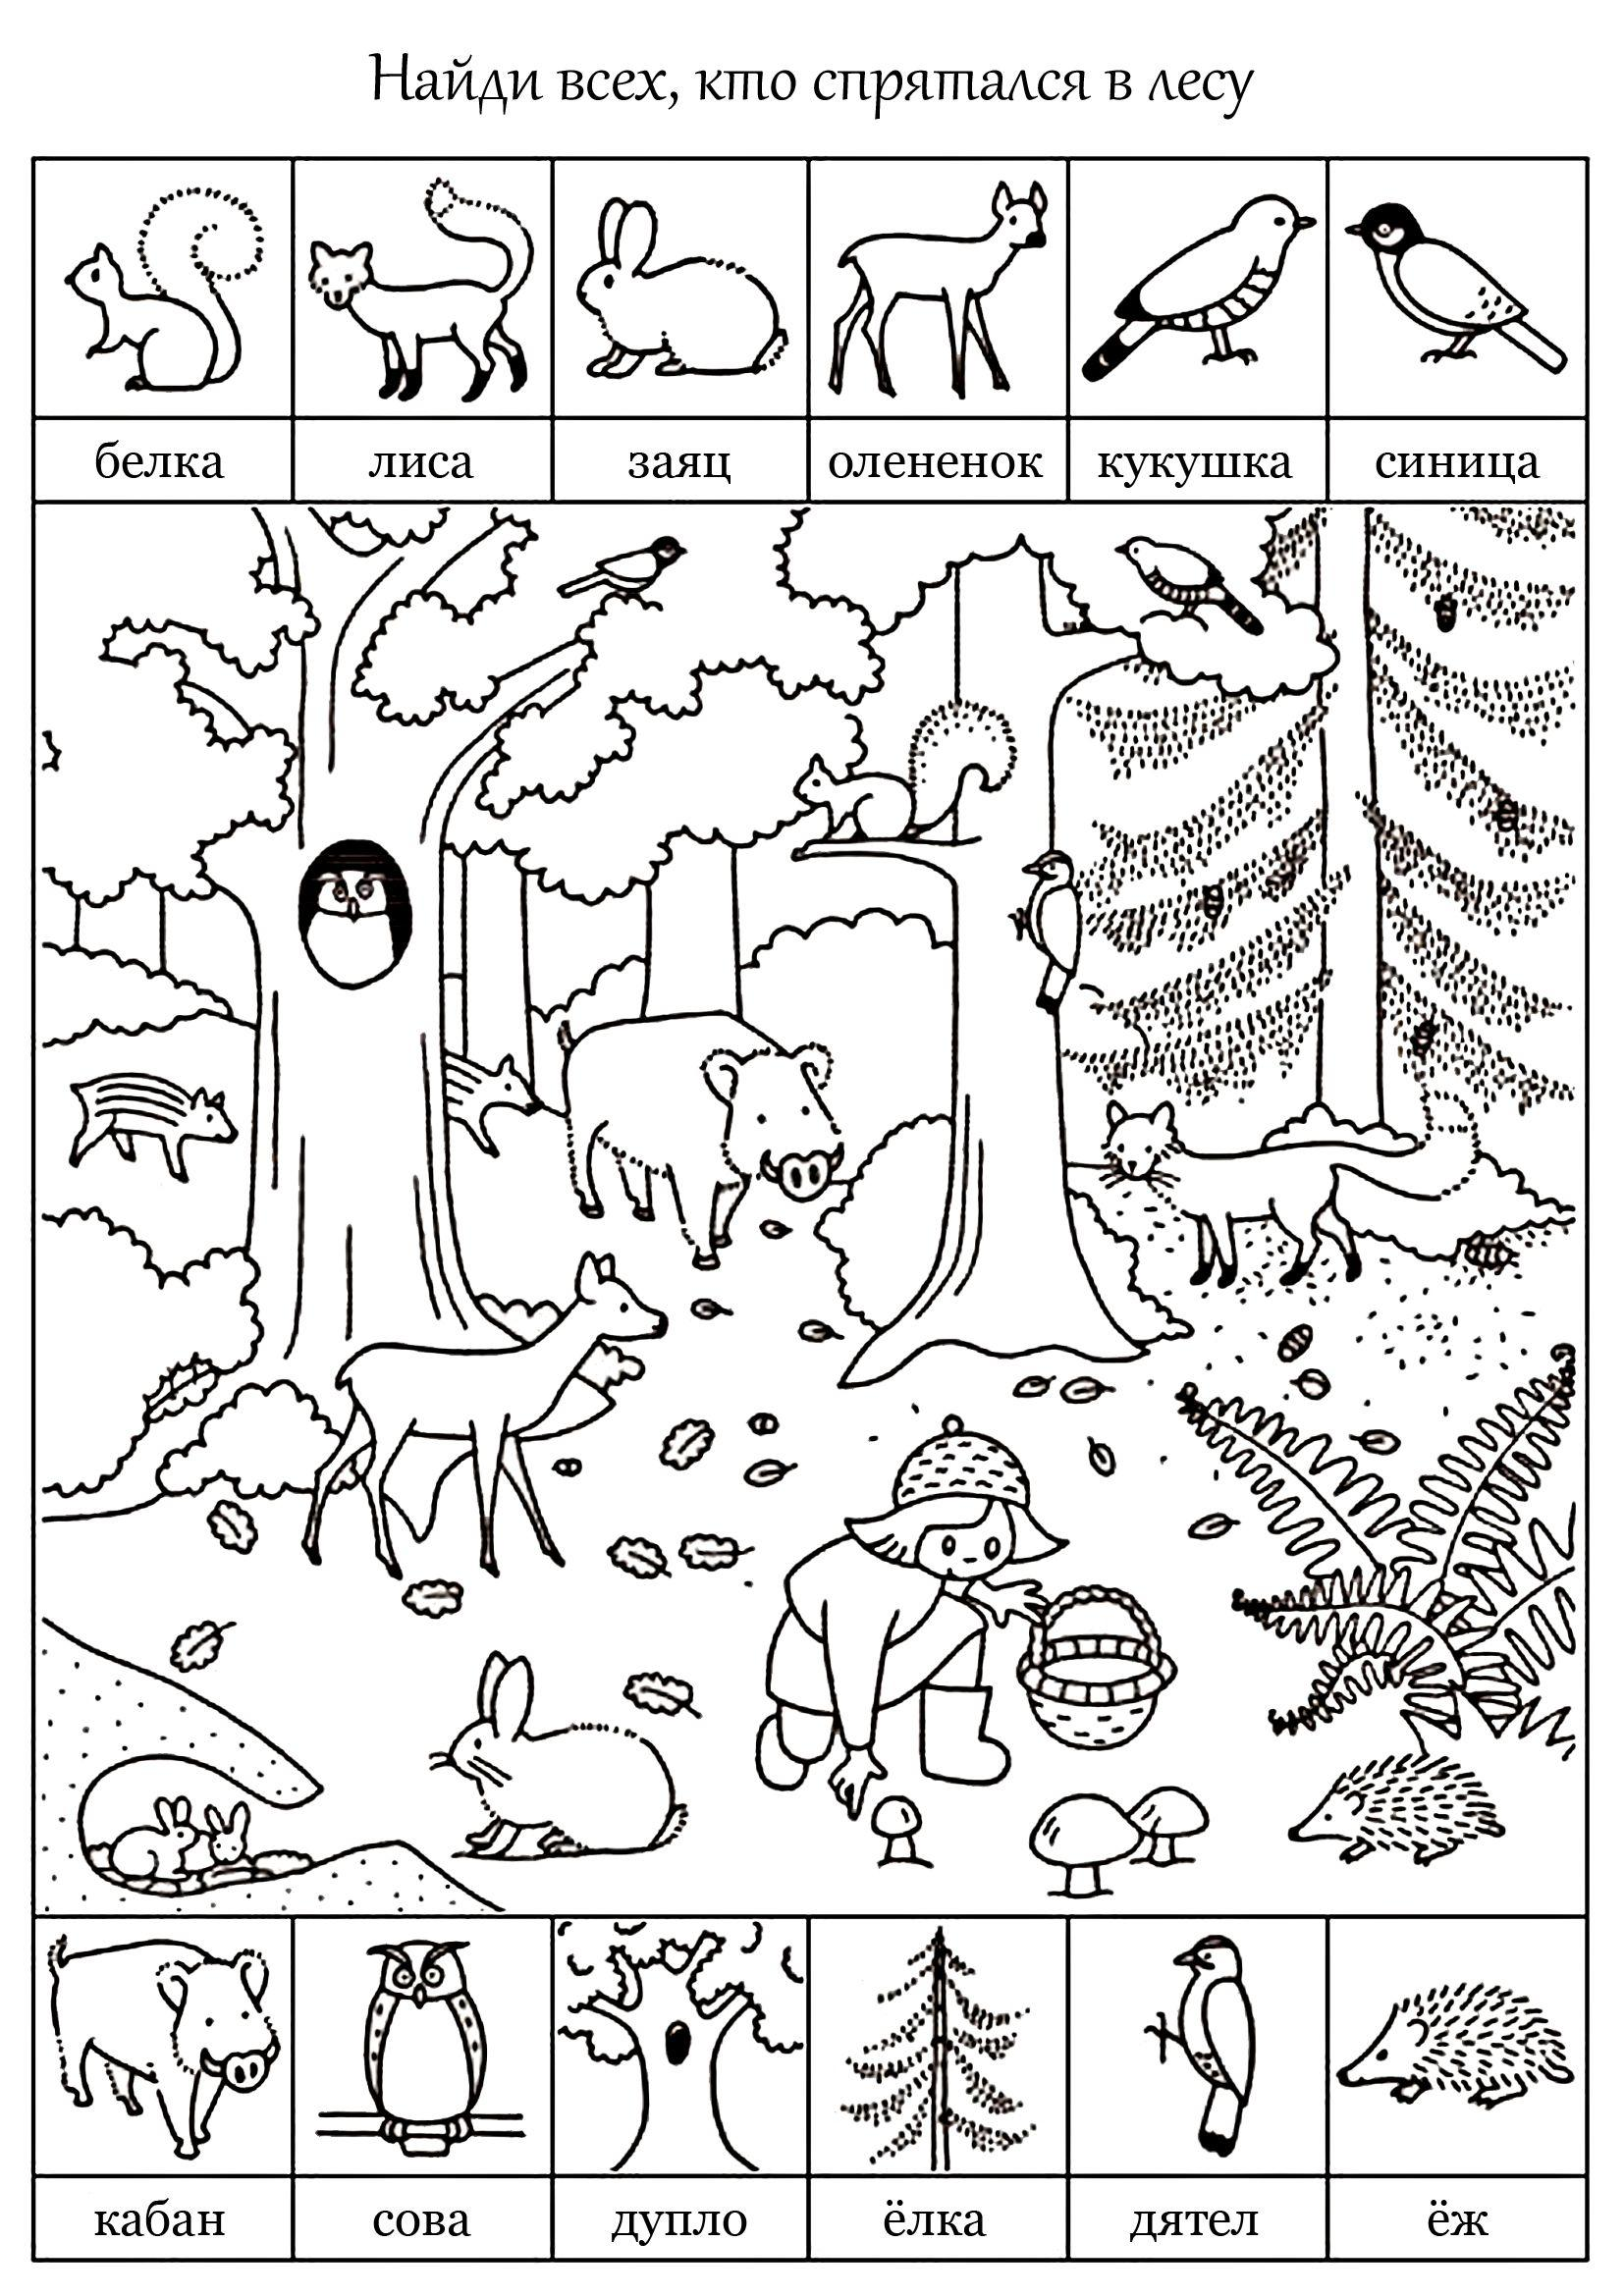 Найди всех, кто спрятался в лесу
белка лиса заяц олененок кукушка синица
кабан сова дупло ёлка дятел ёж